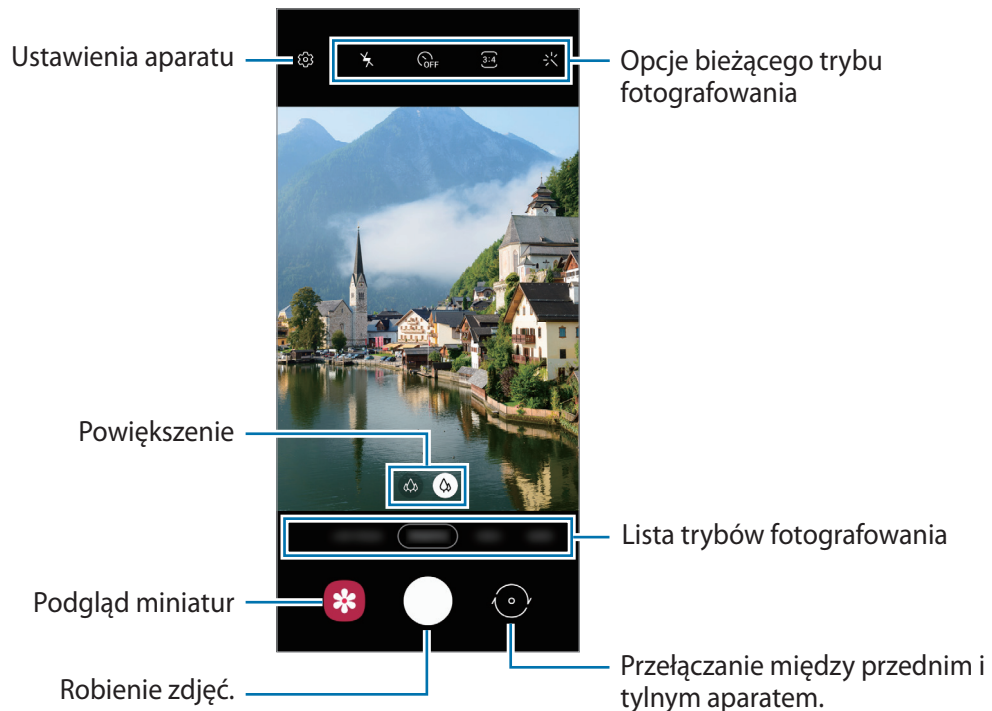 Ustawienia aparatu
OFF
3:4
Opcje bieżącego trybu
fotografowania
Powiększenie
Lista trybów fotografowania
Podgląd miniatur
Robienie zdjęć.
Przełączanie między przednim i
tylnym aparatem.